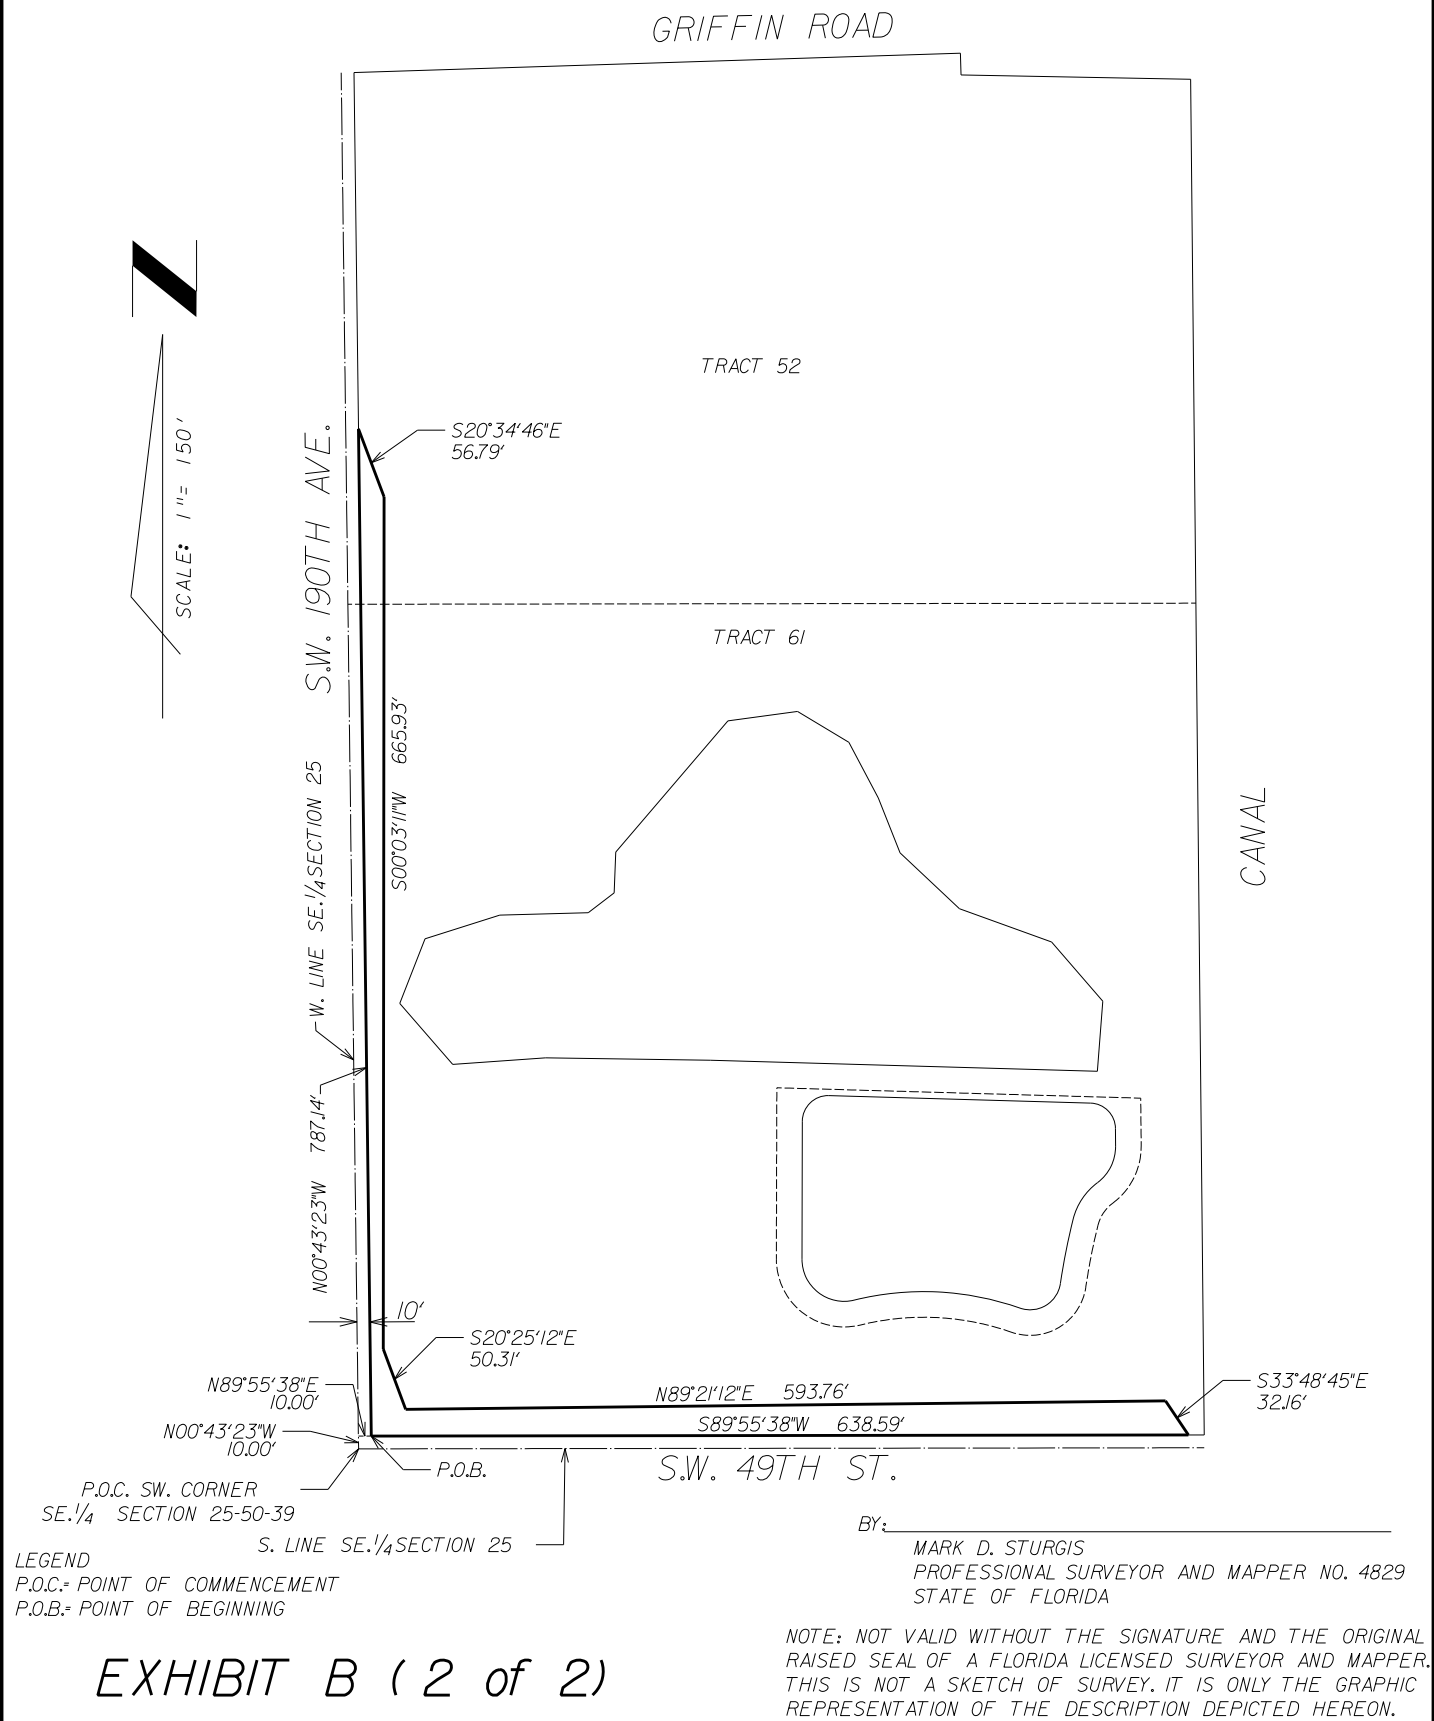 GRIFFIN ROAD
TRACT 52
S20°34'46"E
56.79'
SCALE: 1"= 150'
S.W. 190TH AVE.
TRACT 61
S00°03'11"W 665.93'
W. LINE SE.1/4 SECTION 25
CANAL
N00°43'23"W 787.14'
10'
S20°25'12"E
50.31'
N89°55'38"E
10.00'
N89°21'12"E 593.76'
S33°48'45"E
32.16'
S89°55'38"W 638.59'
N00°43'23"W
10.00'
P.O.B.
S.W. 49TH ST.
P.O.C. SW. CORNER
SE.1/4 SECTION 25-50-39
S. LINE SE.1/4 SECTION 25
BY:
MARK D. STURGIS
PROFESSIONAL SURVEYOR AND MAPPER NO. 4829
STATE OF FLORIDA
LEGEND
P.O.C.= POINT OF COMMENCEMENT
P.O.B.= POINT OF BEGINNING
NOTE: NOT VALID WITHOUT THE SIGNATURE AND THE ORIGINAL
RAISED SEAL OF A FLORIDA LICENSED SURVEYOR AND MAPPER.
THIS IS NOT A SKETCH OF SURVEY. IT IS ONLY THE GRAPHIC
REPRESENTATION OF THE DESCRIPTION DEPICTED HEREON.
EXHIBIT B (2 of 2)